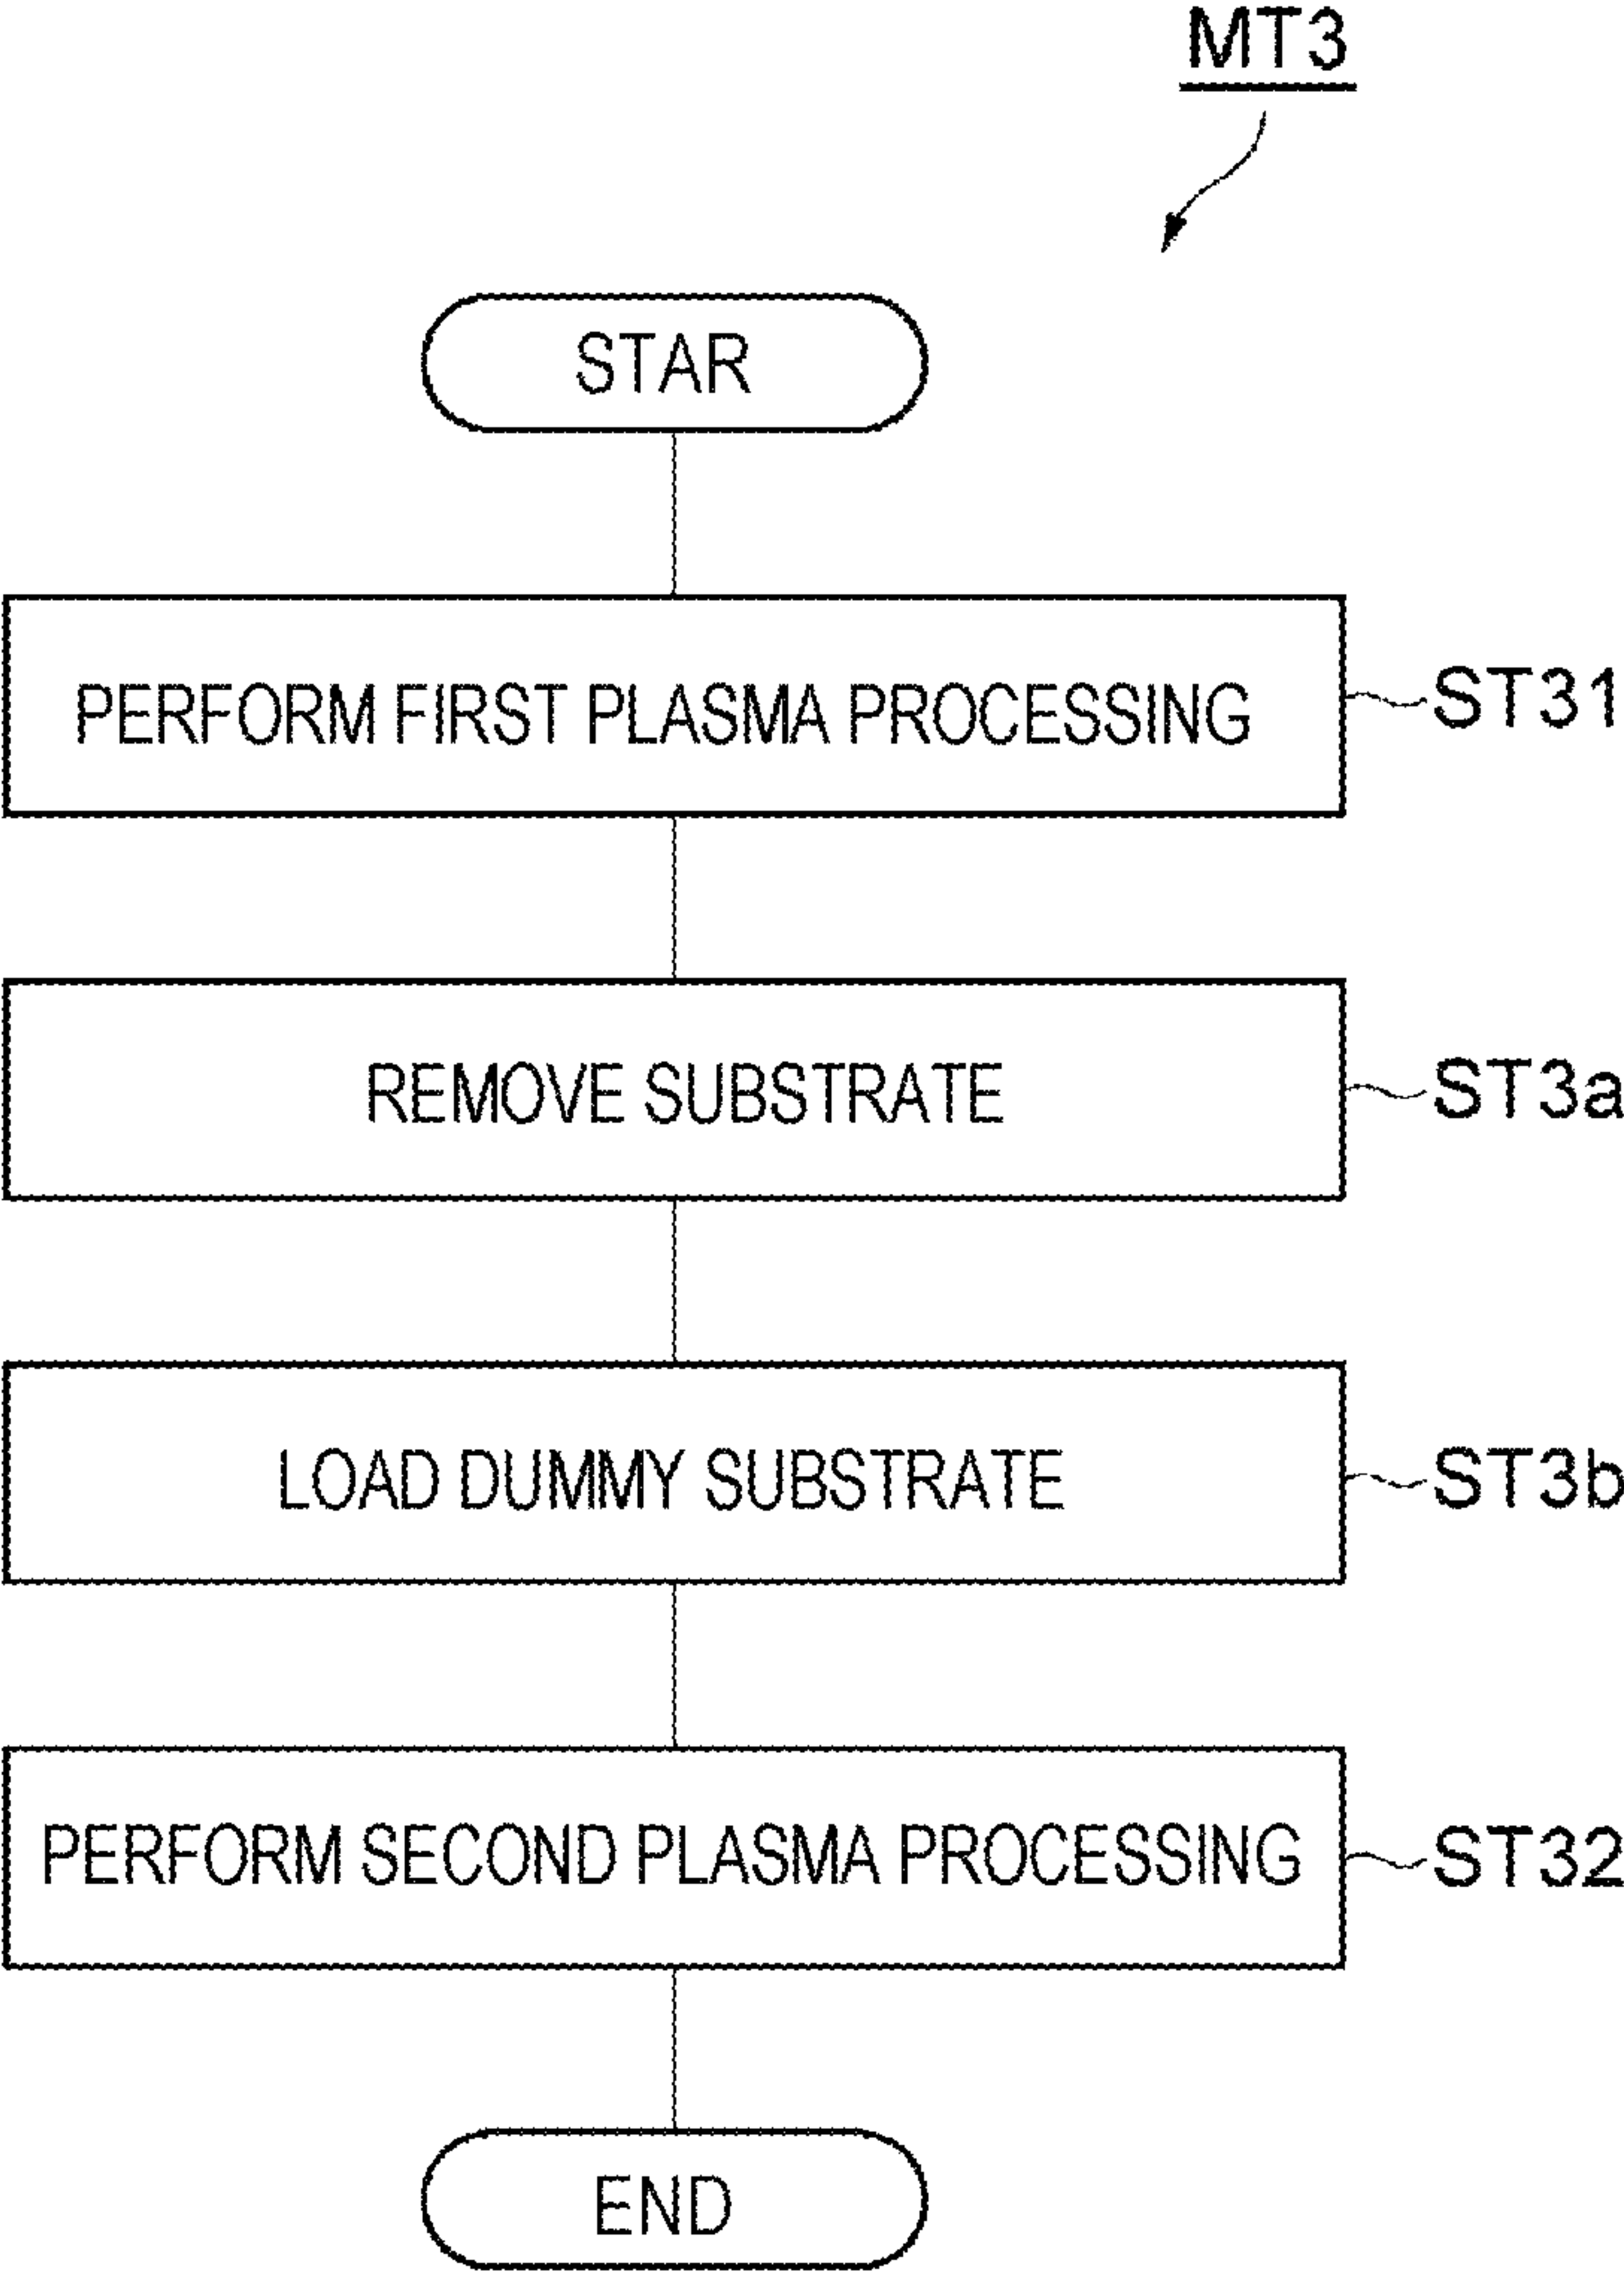 MT3
STAR
PERFORM FIRST PLASMA PROCESSING
ST31
REMOVE SUBSTRATE
ST3a
LOAD DUMMY SUBSTRATE
ST3b
PERFORM SECOND PLASMA PROCESSING
ST32
END